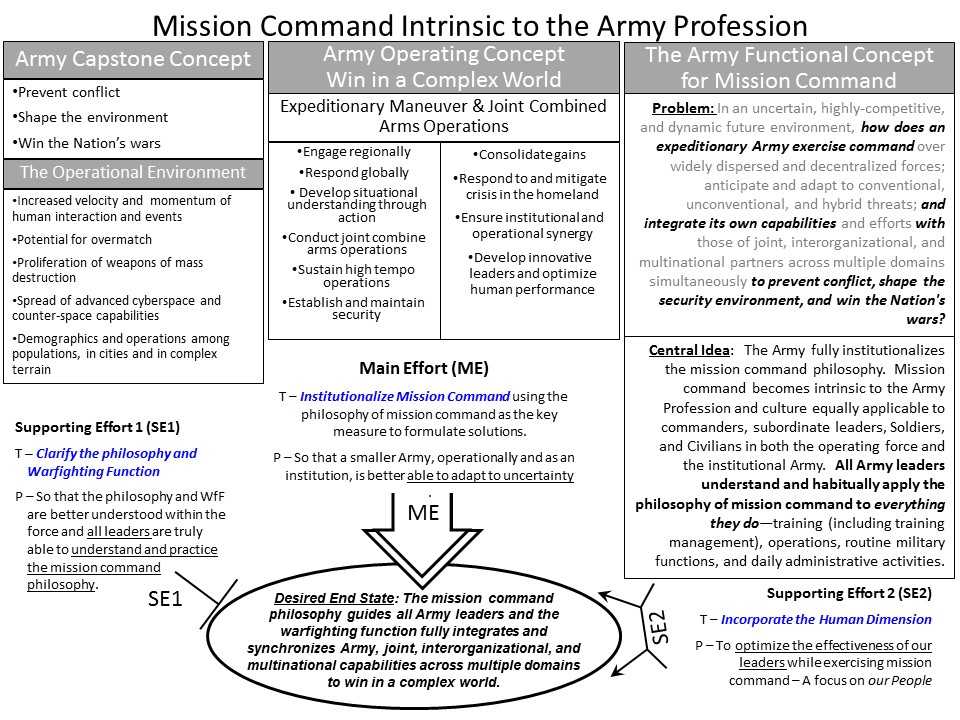 Mission Command Intrinsic to the Army Profession
Army Capstone Concept
•Prevent conflict
•Shape the environment
•Win the Nation's wars
The Operational Environment
•Increased velocity and momentum of
human interaction and events
•Potential for overmatch
•Proliferation of weapons of mass
destruction
•Spread of advanced cyberspace and
counter-space capabilities
•Demographics and operations among
populations, in cities and in complex
terrain
Army Operating Concept
Win in a Complex World
Expeditionary Maneuver & Joint Combined
Arms Operations
•Engage regionally
•Respond globally
• Develop situational
understanding through
action
•Conduct joint combine
arms operations
•Sustain high tempo
operations
•Establish and maintain
security
•Consolidate gains
•Respond to and mitigate
crisis in the homeland
•Ensure institutional and
operational synergy
•Develop innovative
leaders and optimize
human performance
The Army Functional Concept
for Mission Command
Problem: In an uncertain, highly-competitive,
and dynamic future environment, how does an
expeditionary Army exercise command over
widely dispersed and decentralized forces;
anticipate and adapt to conventional,
unconventional, and hybrid threats; and
integrate its own capabilities and efforts with
those of joint, interorganizational, and
multinational partners across multiple domains
simultaneously to prevent conflict, shape the
security environment, and win the Nation's
wars?
Central Idea: The Army fully institutionalizes
the mission command philosophy. Mission
command becomes intrinsic to the Army
Profession and culture equally applicable to
commanders, subordinate leaders, Soldiers,
and Civilians in both the operating force and
the institutional Army. All Army leaders
understand and habitually apply the
philosophy of mission command to everything
they do—training (including training
management), operations, routine military
functions, and daily administrative activities.
Main Effort (ME)
T – Institutionalize Mission Command using the
philosophy of mission command as the key
measure to formulate solutions.
P – So that a smaller Army, operationally and as an
institution, is better able to adapt to uncertainty
.
ME
Supporting Effort 1 (SE1)
T – Clarify the philosophy and
Warfighting Function
P – So that the philosophy and WfF
are better understood within the
force and all leaders are truly
able to understand and practice
the mission command
philosophy.
SE1
Desired End State: The mission command
philosophy guides all Army leaders and the
warfighting function fully integrates and
synchronizes Army, joint, interorganizational, and
multinational capabilities across multiple domains
to win in a complex world.
SE2
Supporting Effort 2 (SE2)
T – Incorporate the Human Dimension
P – To optimize the effectiveness of our
leaders while exercising mission
command – A focus on our People